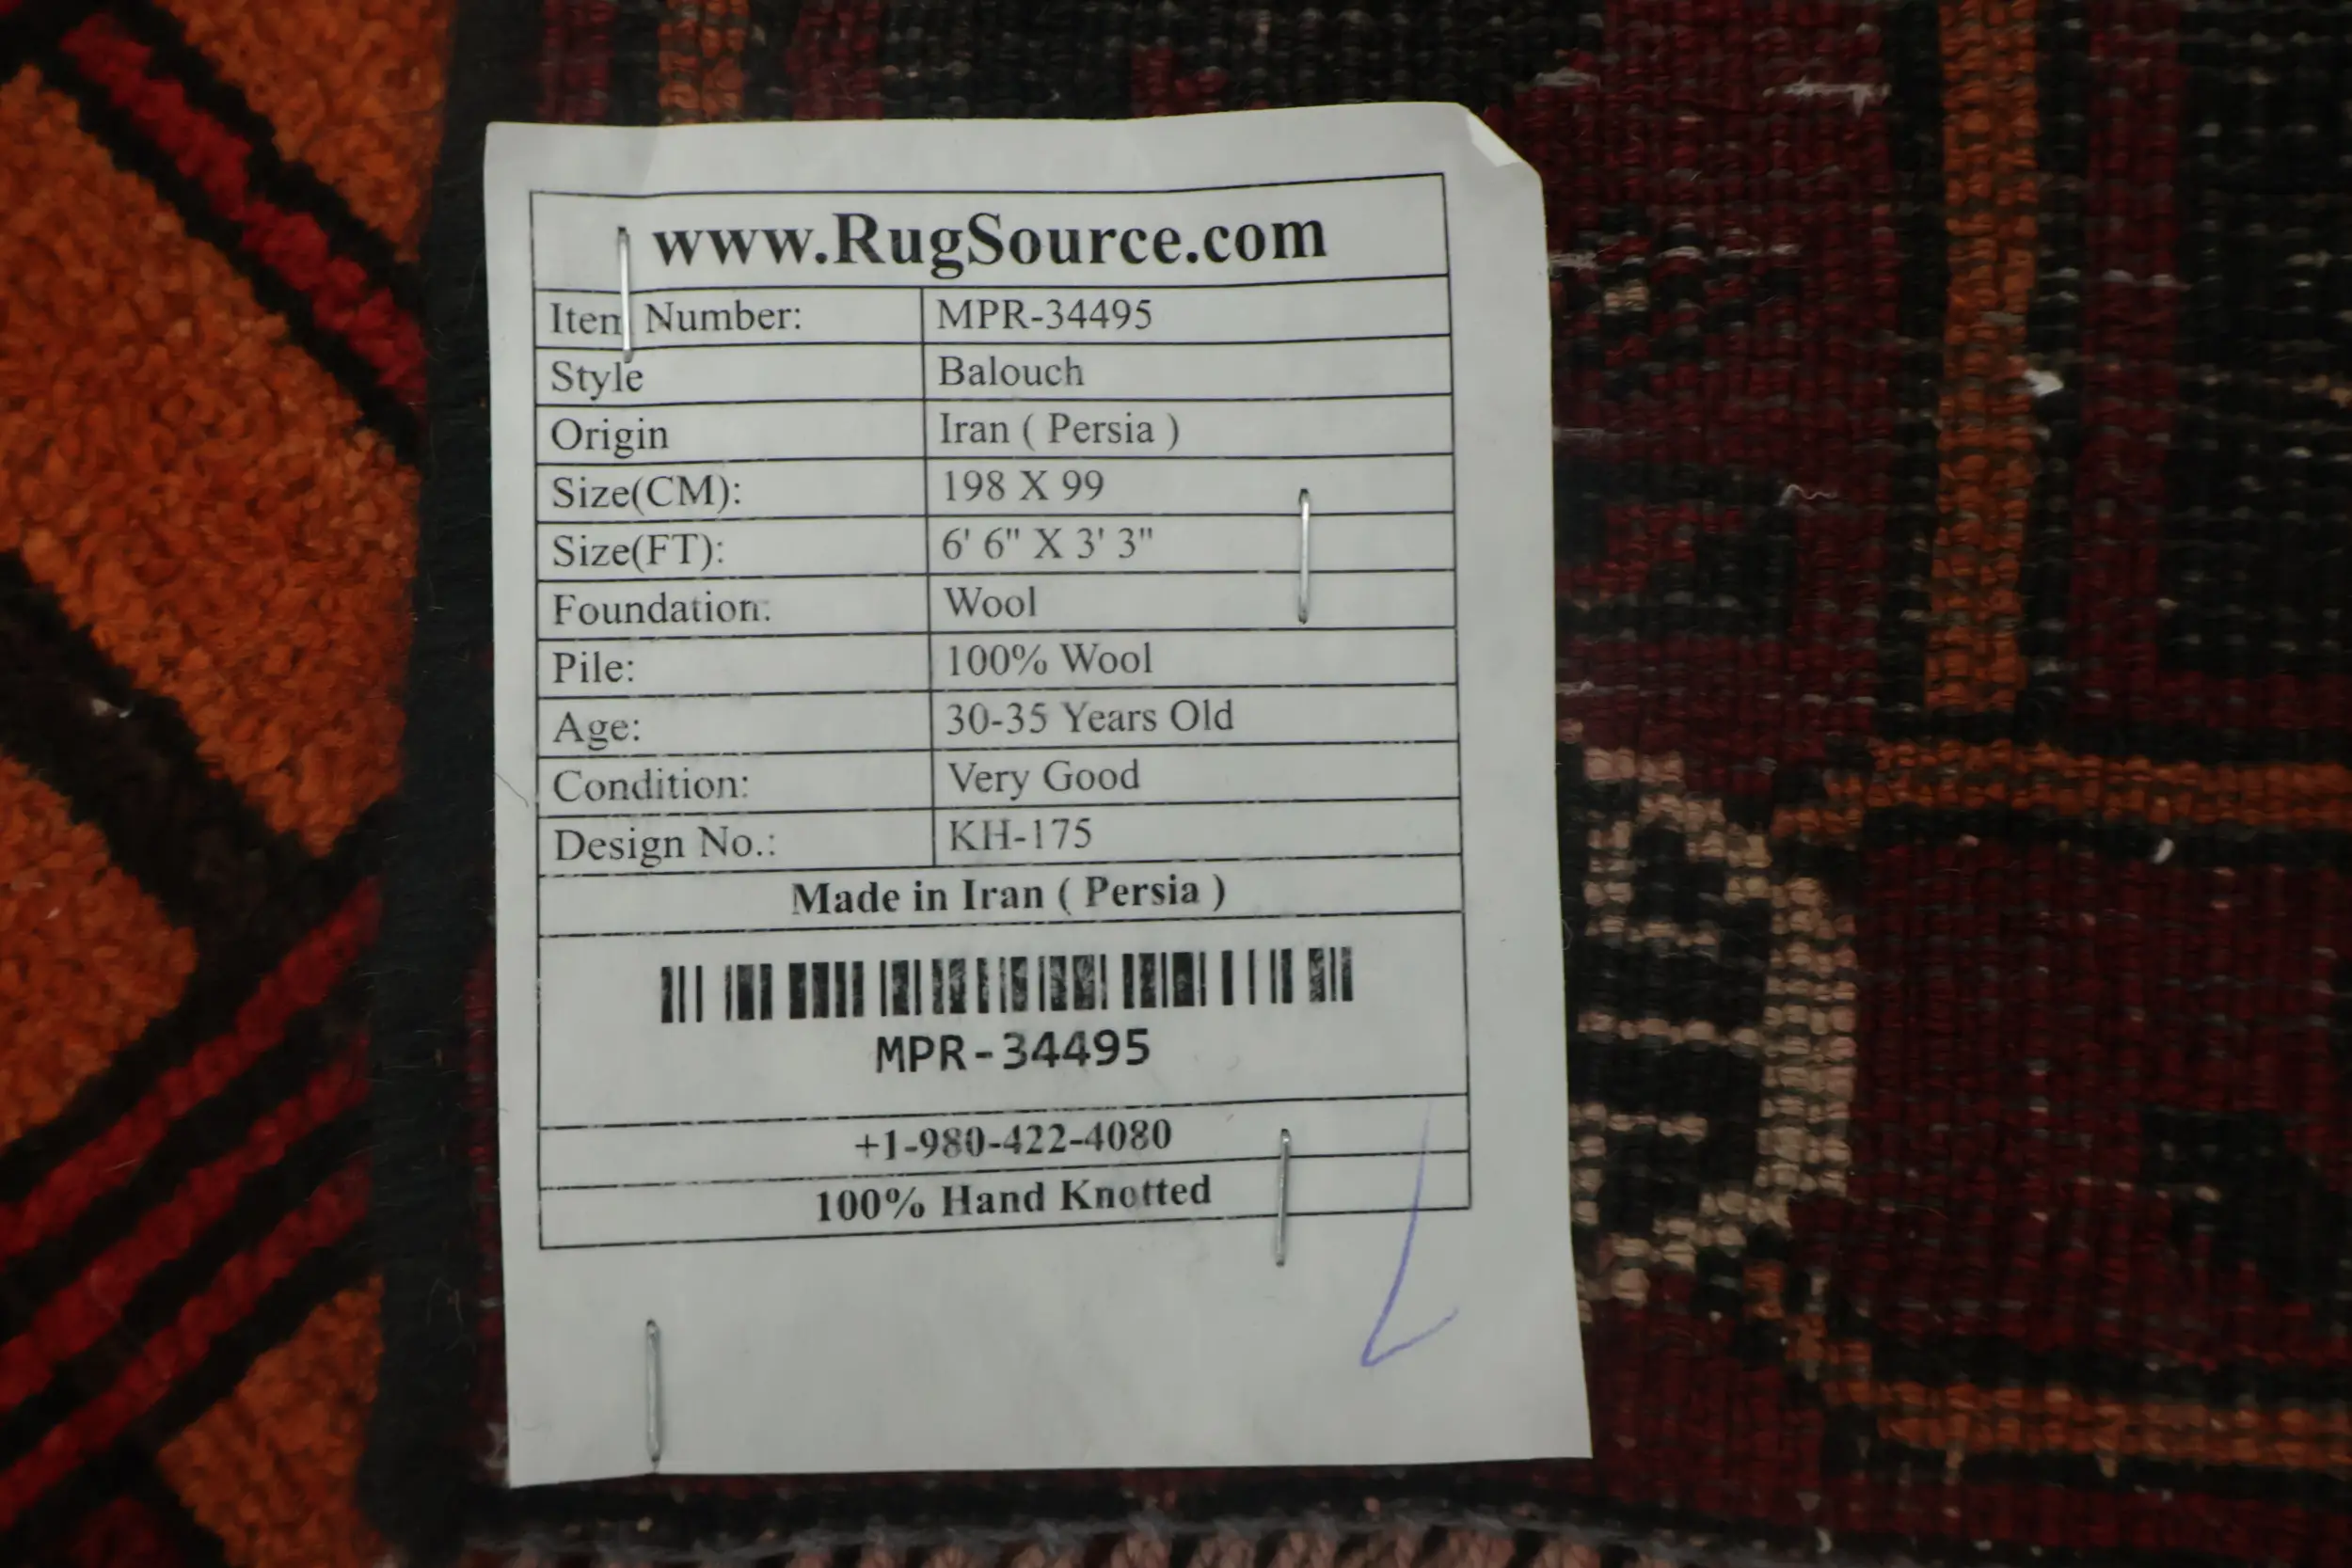 www.RugSource.com
Item Number: MPR-34495
Style Balouch
Origin Iran ( Persia )
Size(CM): 198 X 99
Size(FT): 6' 6" X 3' 3"
Foundation: Wool
Pile: 100% Wool
Age: 30-35 Years Old
Condition: Very Good
Design No.: KH-175
Made in Iran ( Persia )
MPR-34495
+1-980-422-4080
100% Hand Knotted